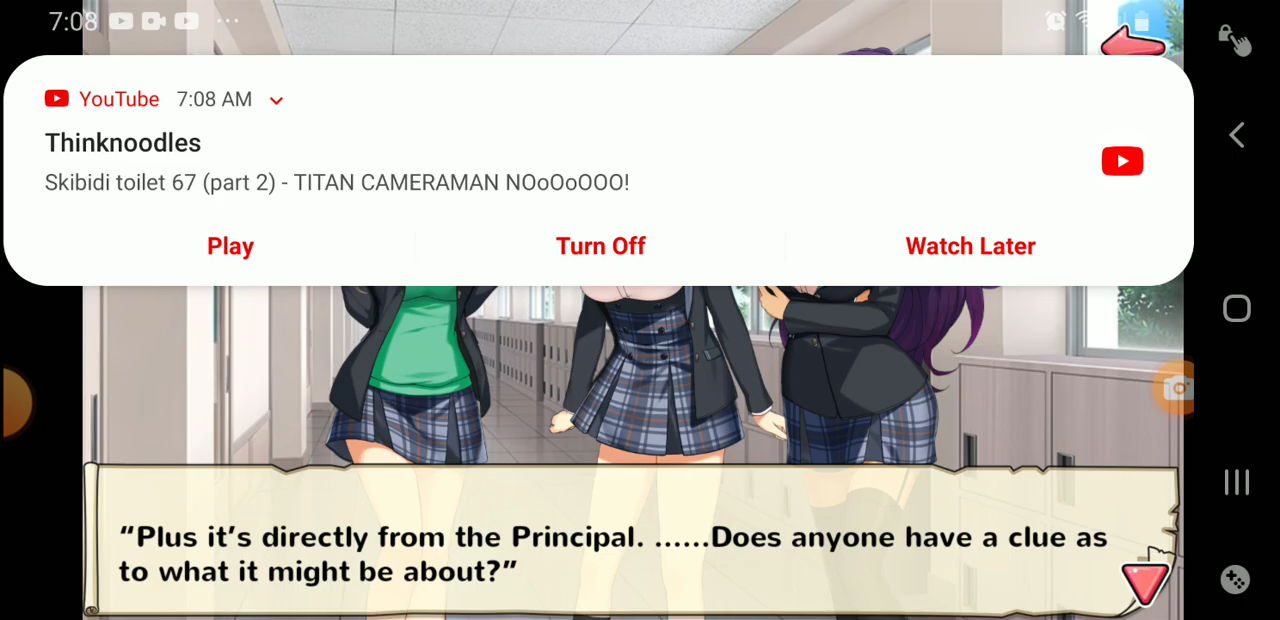 7:08
YouTube 7:08 AM
Thinknoodles
Skibidi toilet 67 (part 2) - TITAN CAMERAMAN NOoOoOOO!
Play Turn Off Watch Later
“Plus it’s directly from the Principal. ......Does anyone have a clue as
to what it might be about?”